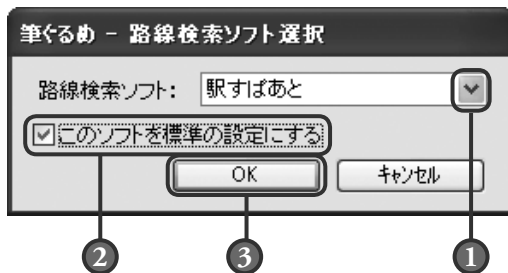 筆ぐるめ - 路線検索ソフト選択
路線検索ソフト: 駅すぱあと
このソフトを標準の設定にする
OK キャンセル
2 3 1